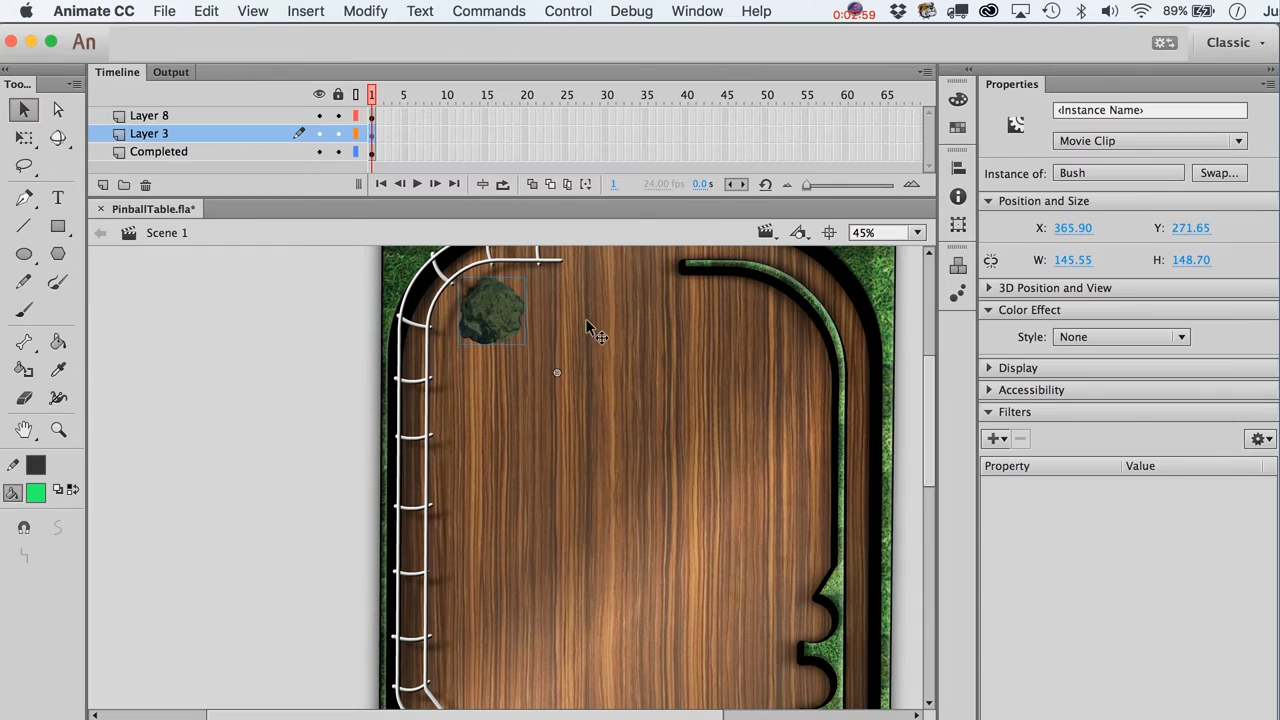 Animate CC File Edit View Insert Modify Text Commands Control Debug Window Help 0:02:59 89% Ju
An Classic
Too... Timeline Output Properties
1 5 10 15 20 25 30 35 40 45 50 55 60 65
‹Instance Name›
Layer 8
Layer 3 Movie Clip
Completed
Instance of: Bush Swap...
1 24.00 fps 0.0 s
Position and Size
PinballTable.fla*
X: 365.90 Y: 271.65
Scene 1 45%
W: 145.55 H: 148.70
3D Position and View
Color Effect
Style: None
Display
Accessibility
Filters
Property Value
T
S